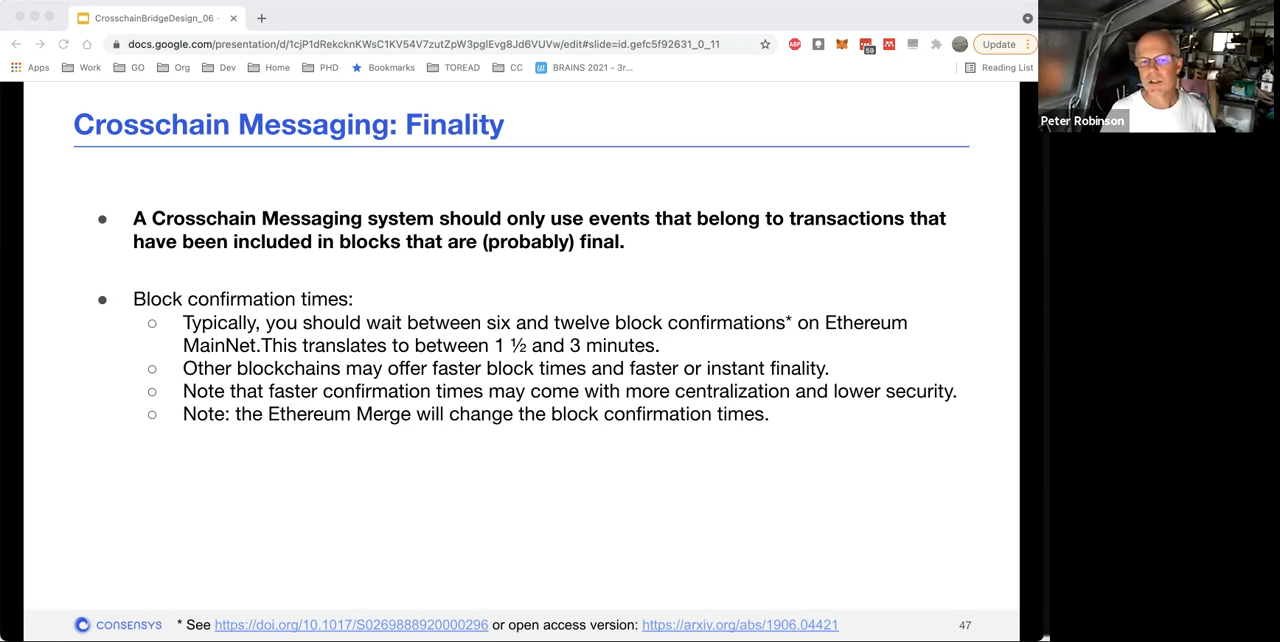 CrosschainBridgeDesign_06 -
docs.google.com/presentation/d/1cjP1dRekcknKWsC1KV54V7zutZpW3pglEvg8Jd6VUVw/edit#slide=id.gefc5f92631_0_11
59
Update
Apps Work GO Org Dev Home PHD Bookmarks TOREAD CC BRAINS 2021 - 3r... Reading List
Peter Robinson
Crosschain Messaging: Finality
● A Crosschain Messaging system should only use events that belong to transactions that
have been included in blocks that are (probably) final.
● Block confirmation times:
○ Typically, you should wait between six and twelve block confirmations* on Ethereum
MainNet.This translates to between 1 ½ and 3 minutes.
○ Other blockchains may offer faster block times and faster or instant finality.
○ Note that faster confirmation times may come with more centralization and lower security.
○ Note: the Ethereum Merge will change the block confirmation times.
CONSENSYS * See https://doi.org/10.1017/S0269888920000296 or open access version: https://arxiv.org/abs/1906.04421 47